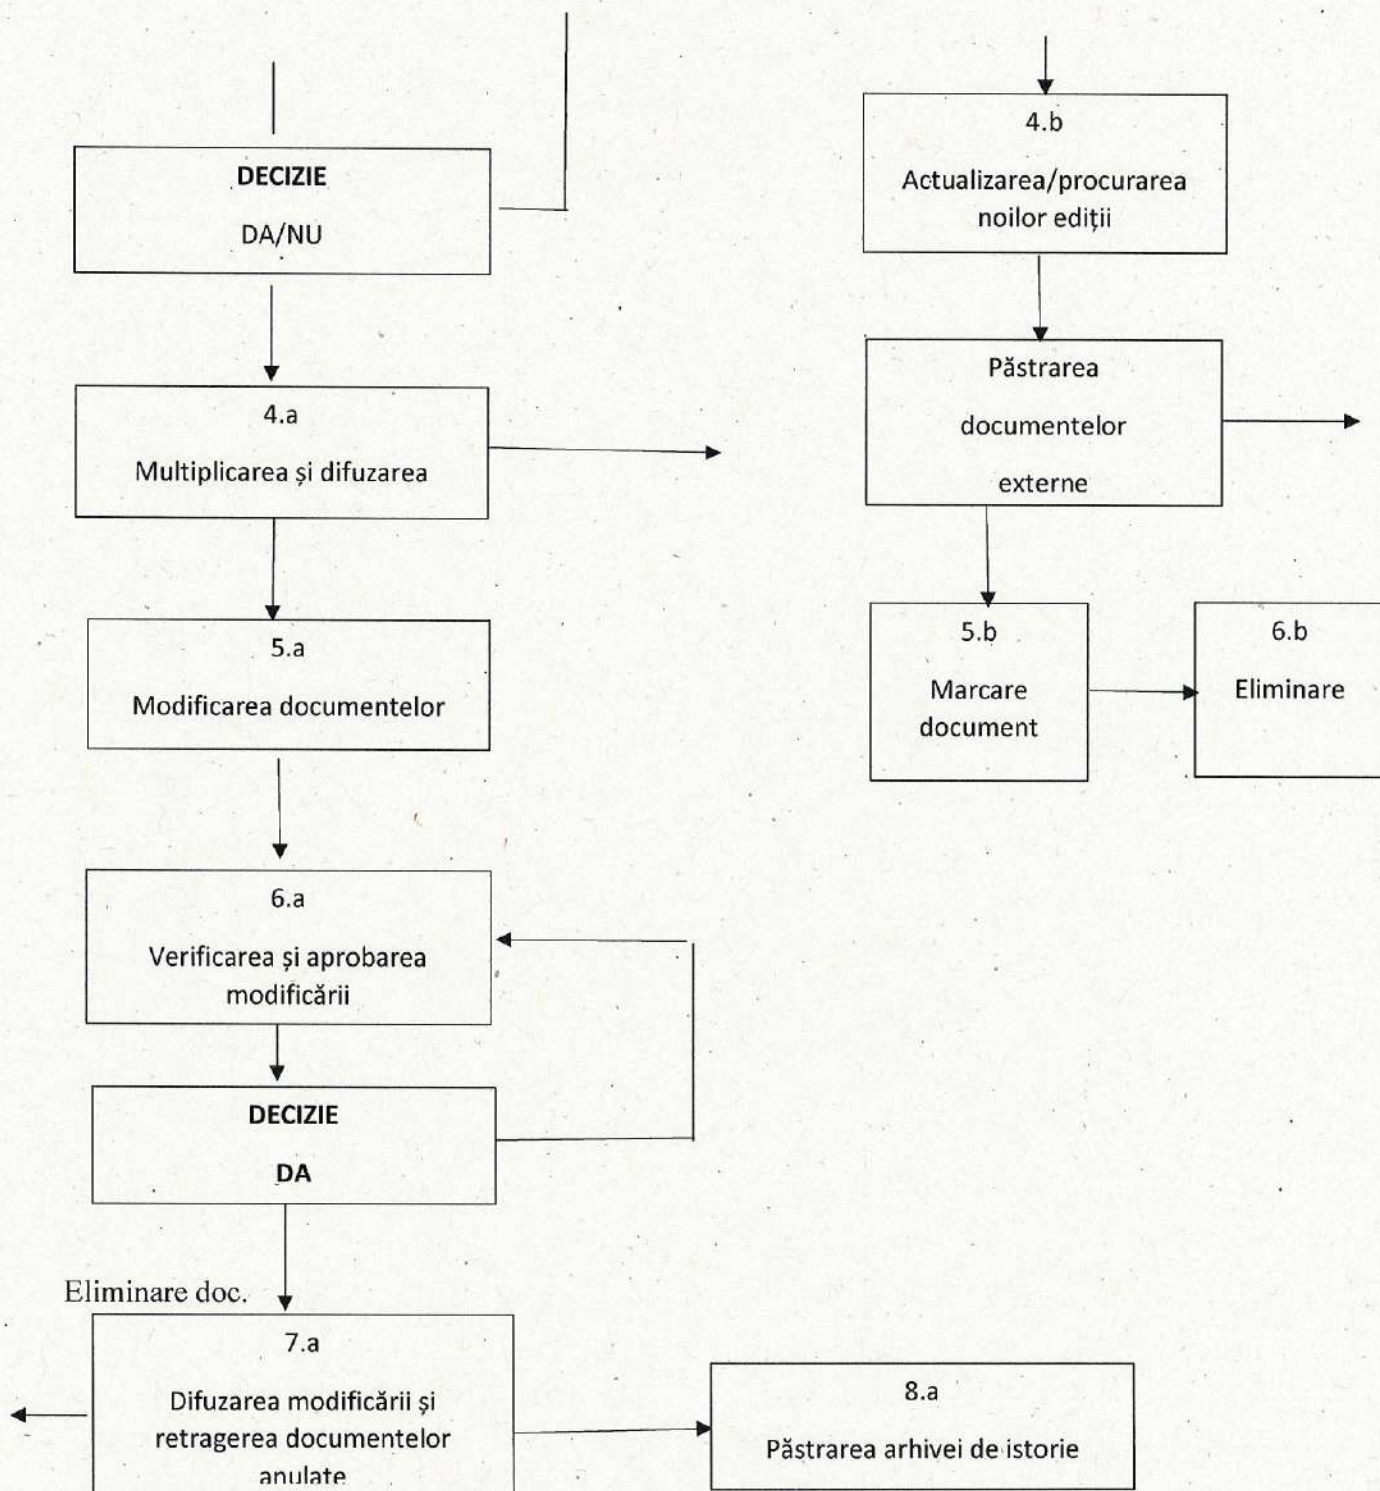 DECIZIE
DA/NU
4.a
Multiplicarea și difuzarea
5.a
Modificarea documentelor
6.a
Verificarea și aprobarea
modificării
DECIZIE
DA
Eliminare doc.
7.a
Difuzarea modificării și
retragerea documentelor
anulate
8.a
Păstrarea arhivei de istorie
4.b
Actualizarea/procurarea
noilor ediții
Păstrarea
documentelor
externe
5.b
Marcare
document
6.b
Eliminare